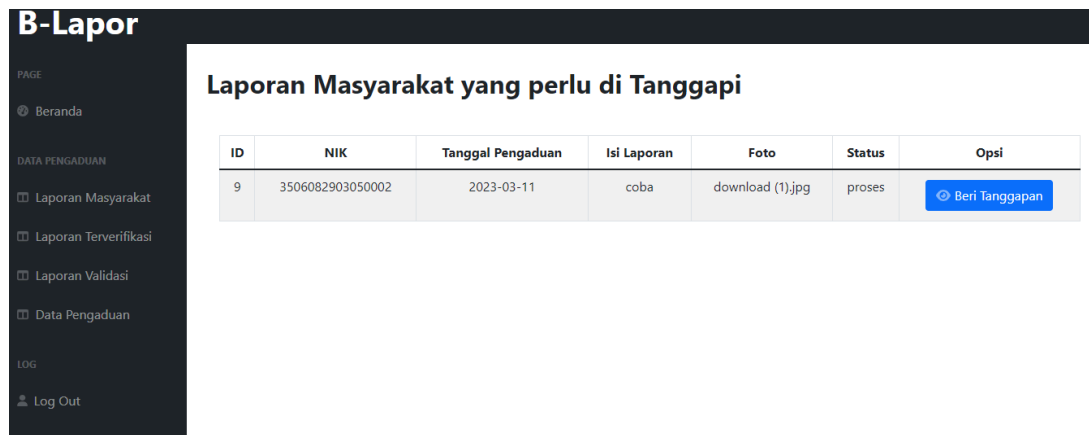 B-Lapor
PAGE
Beranda
DATA PENGADUAN
Laporan Masyarakat
Laporan Terverifikasi
Laporan Validasi
Data Pengaduan
LOG
Log Out
Laporan Masyarakat yang perlu di Tanggapi
ID NIK Tanggal Pengaduan Isi Laporan Foto Status Opsi
9 3506082903050002 2023-03-11 coba download (1).jpg proses Beri Tanggapan